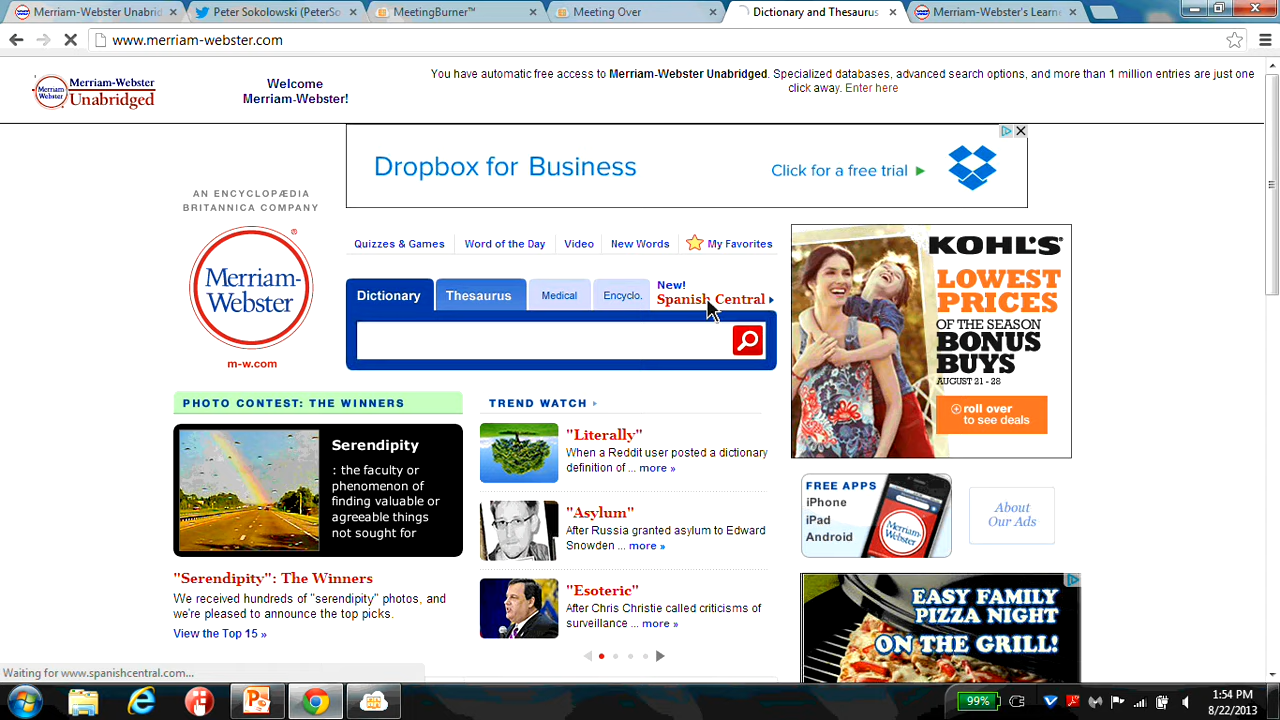 Merriam-Webster Unabrid
Peter Sokolowski (PeterSo
MeetingBurner™
Meeting Over
Dictionary and Thesaurus
Merriam-Webster's Learne
www.merriam-webster.com
Merriam-Webster
Unabridged
Welcome
Merriam-Webster!
You have automatic free access to Merriam-Webster Unabridged. Specialized databases, advanced search options, and more than 1 million entries are just one
click away. Enter here
Dropbox for Business
Click for a free trial
AN ENCYCLOPÆDIA
BRITANNICA COMPANY
Merriam-
Webster
®
m-w.com
Quizzes & Games
Word of the Day
Video
New Words
My Favorites
Dictionary
Thesaurus
Medical
Encyclo.
New!
Spanish Central
KOHL'S
LOWEST
PRICES
OF THE SEASON
BONUS
BUYS
AUGUST 21 - 28
roll over
to see deals
PHOTO CONTEST: THE WINNERS
Serendipity
: the faculty or
phenomenon of
finding valuable or
agreeable things
not sought for
"Serendipity": The Winners
We received hundreds of "serendipity" photos, and
we're pleased to announce the top picks.
View the Top 15 »
TREND WATCH
"Literally"
When a Reddit user posted a dictionary
definition of ... more »
"Asylum"
After Russia granted asylum to Edward
Snowden ... more »
"Esoteric"
After Chris Christie called criticisms of
surveillance ... more »
FREE APPS
iPhone
iPad
Android
Merriam-
Webster
About
Our Ads
EASY FAMILY
PIZZA NIGHT
ON THE GRILL!
Waiting for www.spanishcentral.com...
99%
1:54 PM
8/22/2013